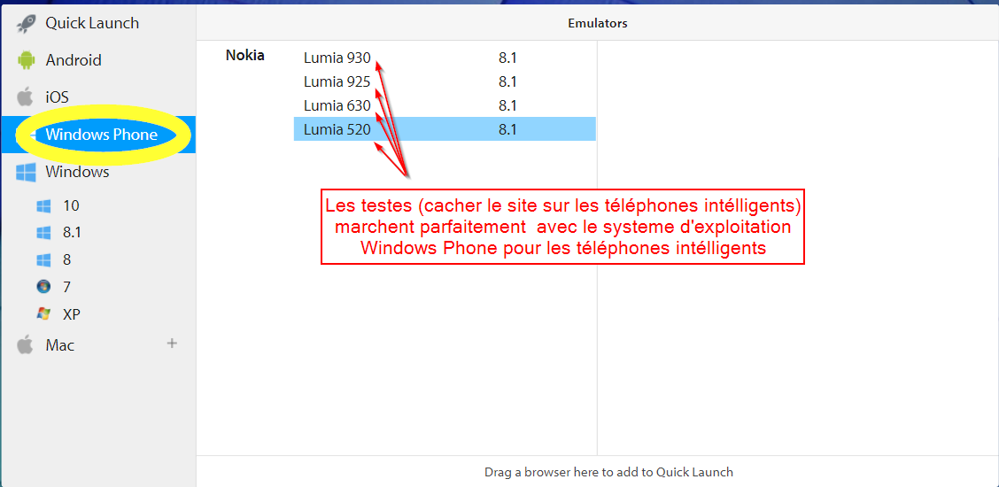 Quick Launch
Emulators
Android
iOS
Windows Phone
Windows
10
8.1
8
7
XP
Mac
+
Nokia
Lumia 930 8.1
Lumia 925 8.1
Lumia 630 8.1
Lumia 520 8.1
Les testes (cacher le site sur les téléphones intélligents)
marchent parfaitement avec le systeme d'exploitation
Windows Phone pour les téléphones intélligents
Drag a browser here to add to Quick Launch